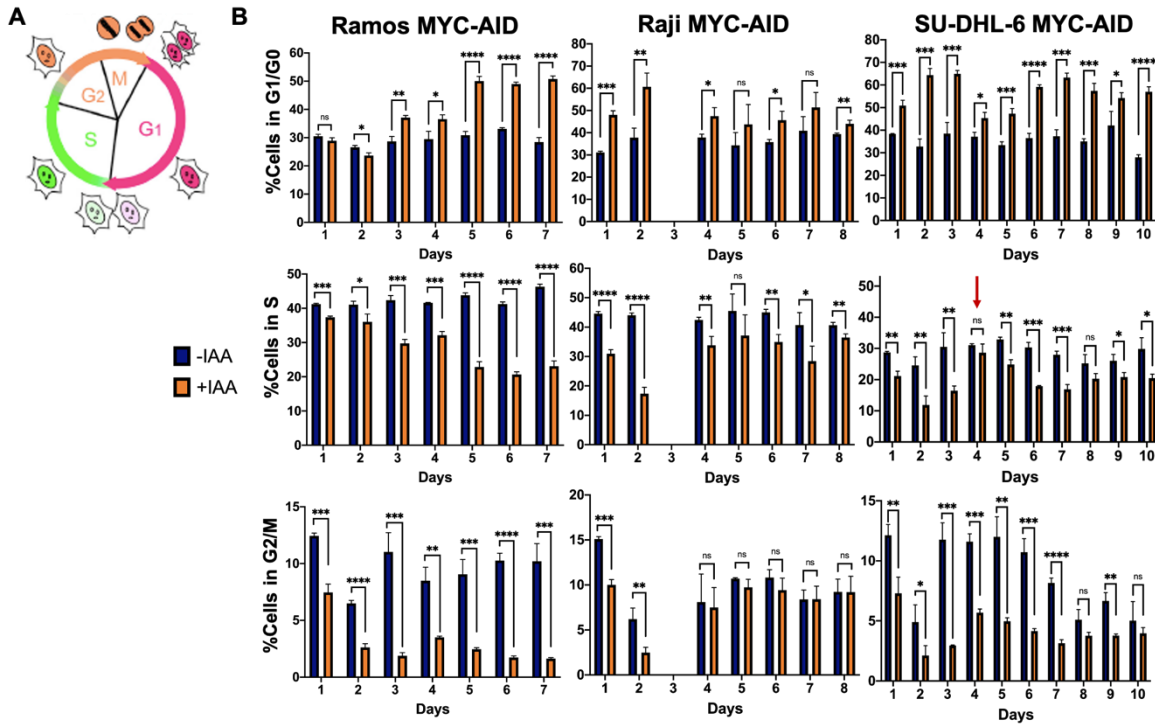 A
M
G2
S
G1
B
-IAA
+IAA
Ramos MYC-AID
Raji MYC-AID
SU-DHL-6 MYC-AID
%Cells in G1/G0
60
50
40
30
20
10
0
ns
*
**
*
****
****
****
1 2 3 4 5 6 7
Days
80
70
60
50
40
30
20
10
0
***
**
*
ns
*
ns
**
1 2 3 4 5 6 7 8
Days
80
70
60
50
40
30
20
10
0
***
***
***
*
***
****
***
***
*
****
1 2 3 4 5 6 7 8 9 10
Days
%Cells in S
50
40
30
20
10
0
***
*
***
***
****
****
****
1 2 3 4 5 6 7
Days
60
50
40
30
20
10
0
****
****
**
ns
**
*
**
1 2 3 4 5 6 7 8
Days
50
40
30
20
10
0
**
**
**
ns
**
***
***
ns
*
*
1 2 3 4 5 6 7 8 9 10
Days
%Cells in G2/M
15
10
5
0
***
****
***
**
***
****
***
1 2 3 4 5 6 7
Days
20
15
10
5
0
***
**
ns
ns
ns
ns
ns
1 2 3 4 5 6 7 8
Days
15
10
5
0
**
*
***
***
**
***
****
ns
**
ns
1 2 3 4 5 6 7 8 9 10
Days